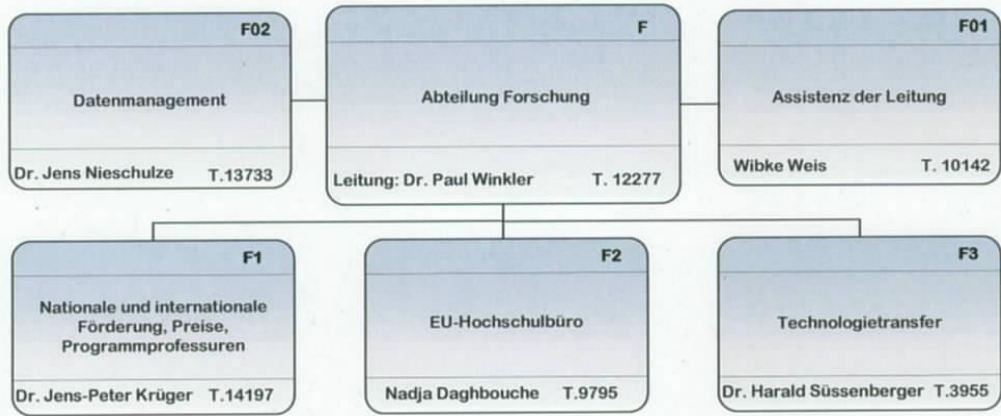 F02
Datenmanagement
Dr. Jens Nieschulze T.13733
F
Abteilung Forschung
Leitung: Dr. Paul Winkler T. 12277
F01
Assistenz der Leitung
Wibke Weis T. 10142
F1
Nationale und internationale
Förderung, Preise,
Programmprofessuren
Dr. Jens-Peter Krüger T.14197
F2
EU-Hochschulbüro
Nadja Daghbouche T.9795
F3
Technologietransfer
Dr. Harald Süssenberger T.3955